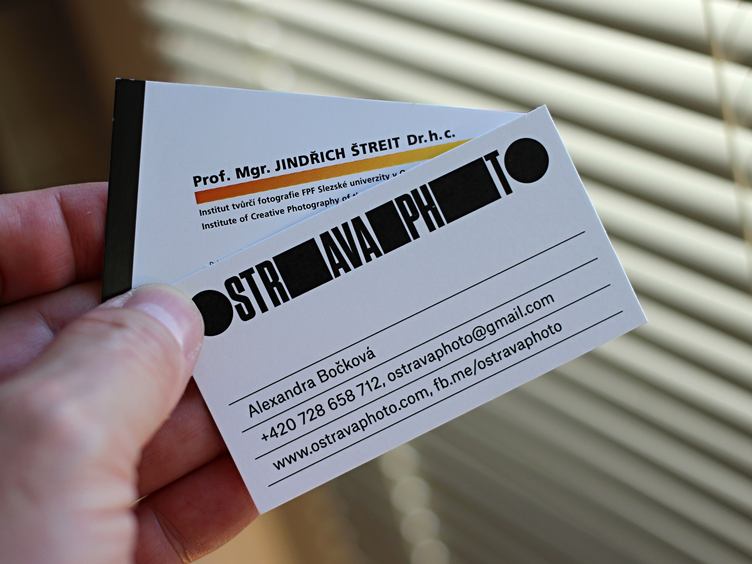 Prof. Mgr. JINDŘICH ŠTREIT Dr. h. c.
Institut tvůrčí fotografie FPF Slezské univerzity v
Institute of Creative Photography of
OSTRAVAPHOTO
Alexandra Bočková
+420 728 658 712, ostravaphoto@gmail.com
www.ostravaphoto.com, fb.me/ostravaphoto